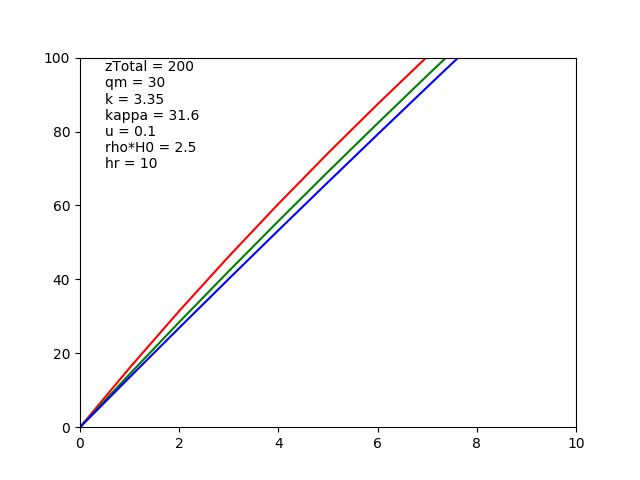 100
80
60
40
20
0
zTotal = 200
qm = 30
k = 3.35
kappa = 31.6
u = 0.1
rho*H0 = 2.5
hr = 10
0 2 4 6 8 10